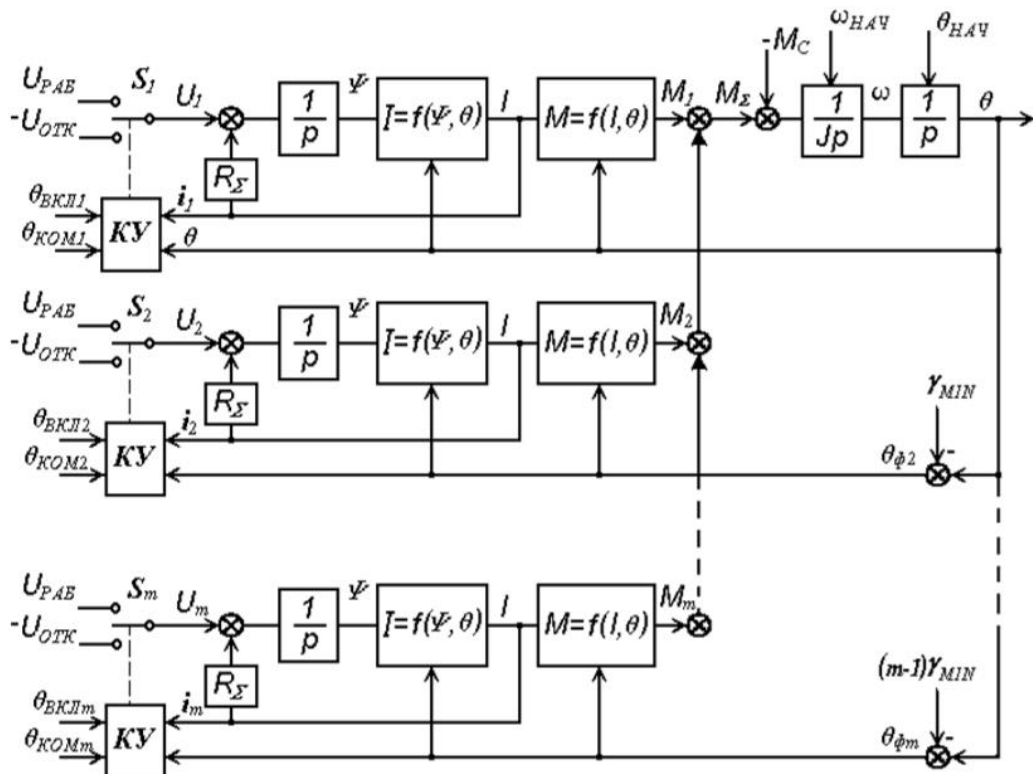 -M_C ω_НАЧ θ_НАЧ
U_РАБ S_1 U_1 Ψ I M_1 M_Σ ω θ
-U_ОТК 1/p I=f(Ψ,θ) M=f(I,θ) 1/Jp 1/p
R_Σ
θ_ВКЛ1 i_1
θ_КОМ1 КУ θ
U_РАБ S_2 U_2 Ψ I M_2
-U_ОТК 1/p I=f(Ψ,θ) M=f(I,θ)
R_Σ γ_MIN
θ_ВКЛ2 i_2
θ_КОМ2 КУ θ_ф2 -
U_РАБ S_m U_m Ψ I M_m
-U_ОТК 1/p I=f(Ψ,θ) M=f(I,θ)
R_Σ (m-1)γ_MIN
θ_ВКЛm i_m
θ_КОМm КУ θ_фm -